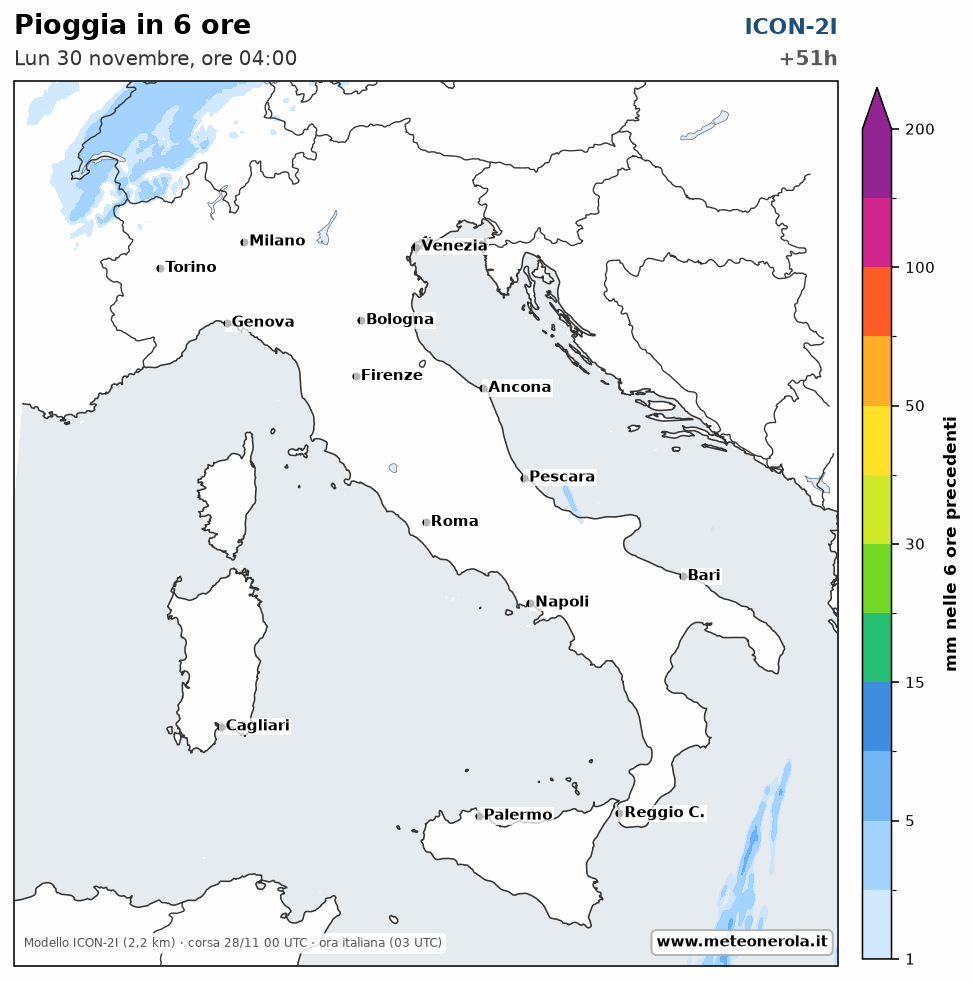 Pioggia in 6 ore
ICON-2I
Lun 30 novembre, ore 04:00
+51h
200
100
50
30
15
5
1
mm nelle 6 ore precedenti
Milano
Venezia
Torino
Genova
Bologna
Firenze
Ancona
Pescara
Roma
Bari
Napoli
Cagliari
Palermo
Reggio C.
Modello ICON-2I (2,2 km) · corsa 28/11 00 UTC · ora italiana (03 UTC)
www.meteonerola.it